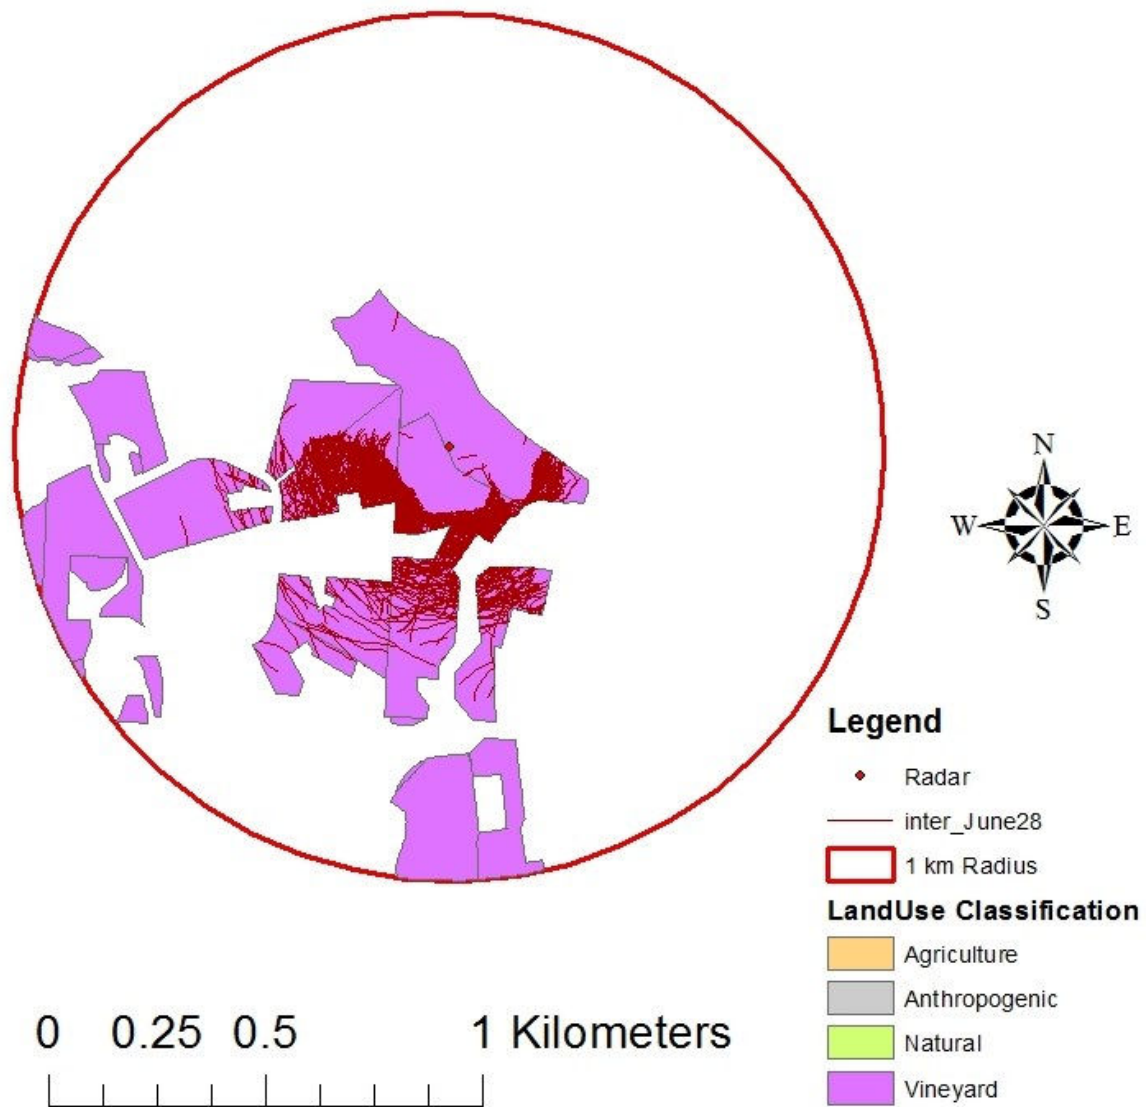 N
W E
S
Legend
Radar
inter_June28
1 km Radius
LandUse Classification
Agriculture
Anthropogenic
Natural
Vineyard
0 0.25 0.5 1 Kilometers